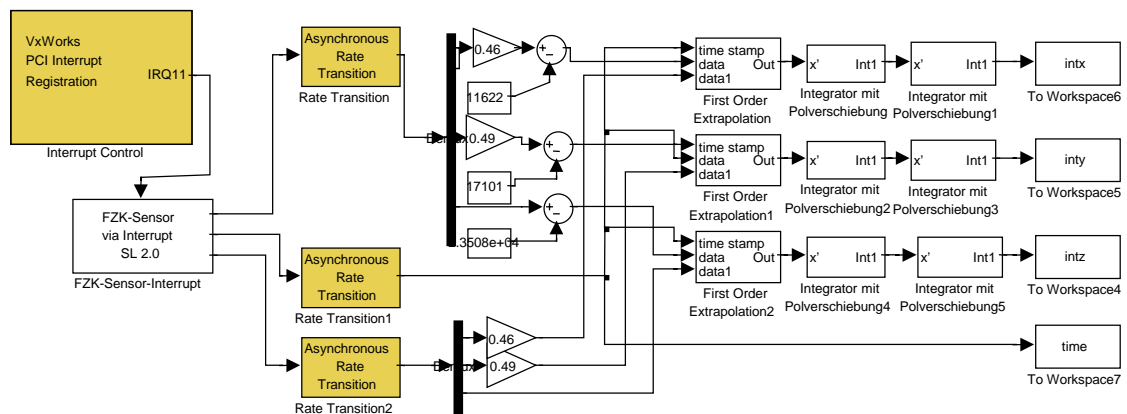 VxWorks
PCI Interrupt
Registration
IRQ11
Interrupt Control
FZK-Sensor
via Interrupt
SL 2.0
FZK-Sensor-Interrupt
Asynchronous
Rate
Transition
Rate Transition
Asynchronous
Rate
Transition
Rate Transition1
Asynchronous
Rate
Transition
Rate Transition2
0.46
11622
0.49
17101
.3508e+04
0.46
0.49
time stamp
data
data1
Out
First Order
Extrapolation
x' Int1
Integrator mit
Polverschiebung
x' Int1
Integrator mit
Polverschiebung1
intx
To Workspace6
time stamp
data
data1
Out
First Order
Extrapolation1
x' Int1
Integrator mit
Polverschiebung2
x' Int1
Integrator mit
Polverschiebung3
inty
To Workspace5
time stamp
data
data1
Out
First Order
Extrapolation2
x' Int1
Integrator mit
Polverschiebung4
x' Int1
Integrator mit
Polverschiebung5
intz
To Workspace4
time
To Workspace7